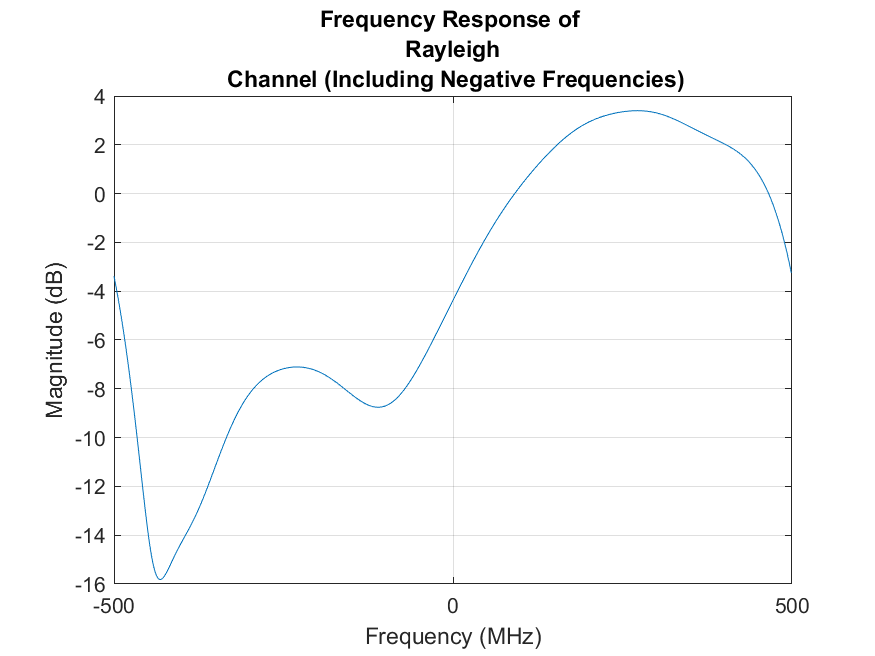 Frequency Response of
Rayleigh
Channel (Including Negative Frequencies)
4
2
0
-2
-4
-6
-8
-10
-12
-14
-16
Magnitude (dB)
-500 0 500
Frequency (MHz)